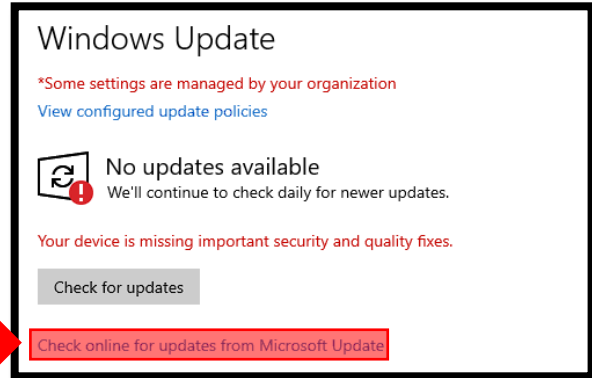 Windows Update
*Some settings are managed by your organization
View configured update policies
No updates available
We'll continue to check daily for newer updates.
Your device is missing important security and quality fixes.
Check for updates
Check online for updates from Microsoft Update